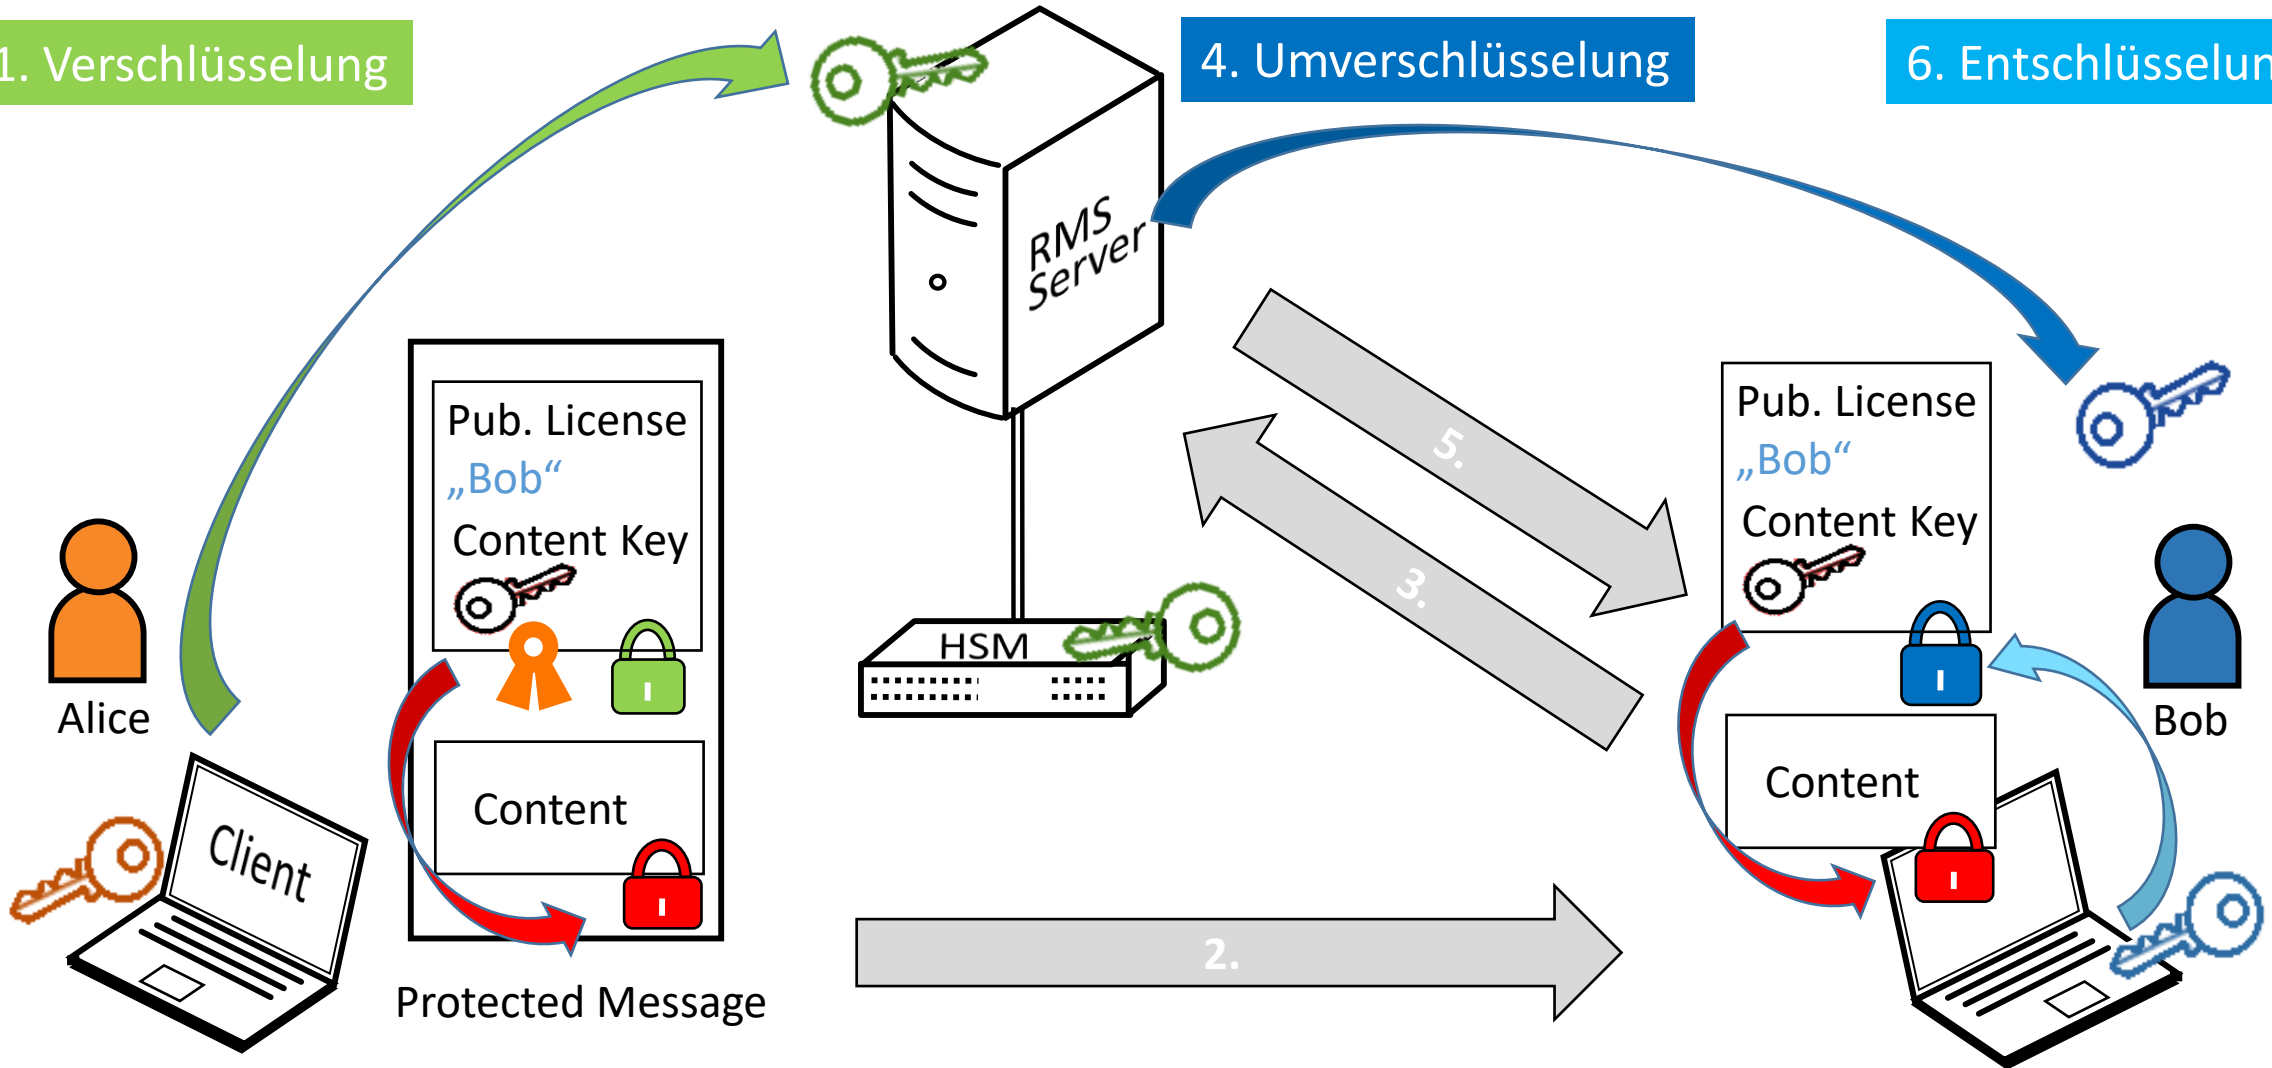 1. Verschlüsselung
4. Umverschlüsselung
6. Entschlüsselun
RMS
Server
Pub. License
„Bob“
Content Key
Content
Protected Message
Alice
Client
HSM
5.
3.
2.
Pub. License
„Bob“
Content Key
Content
Bob